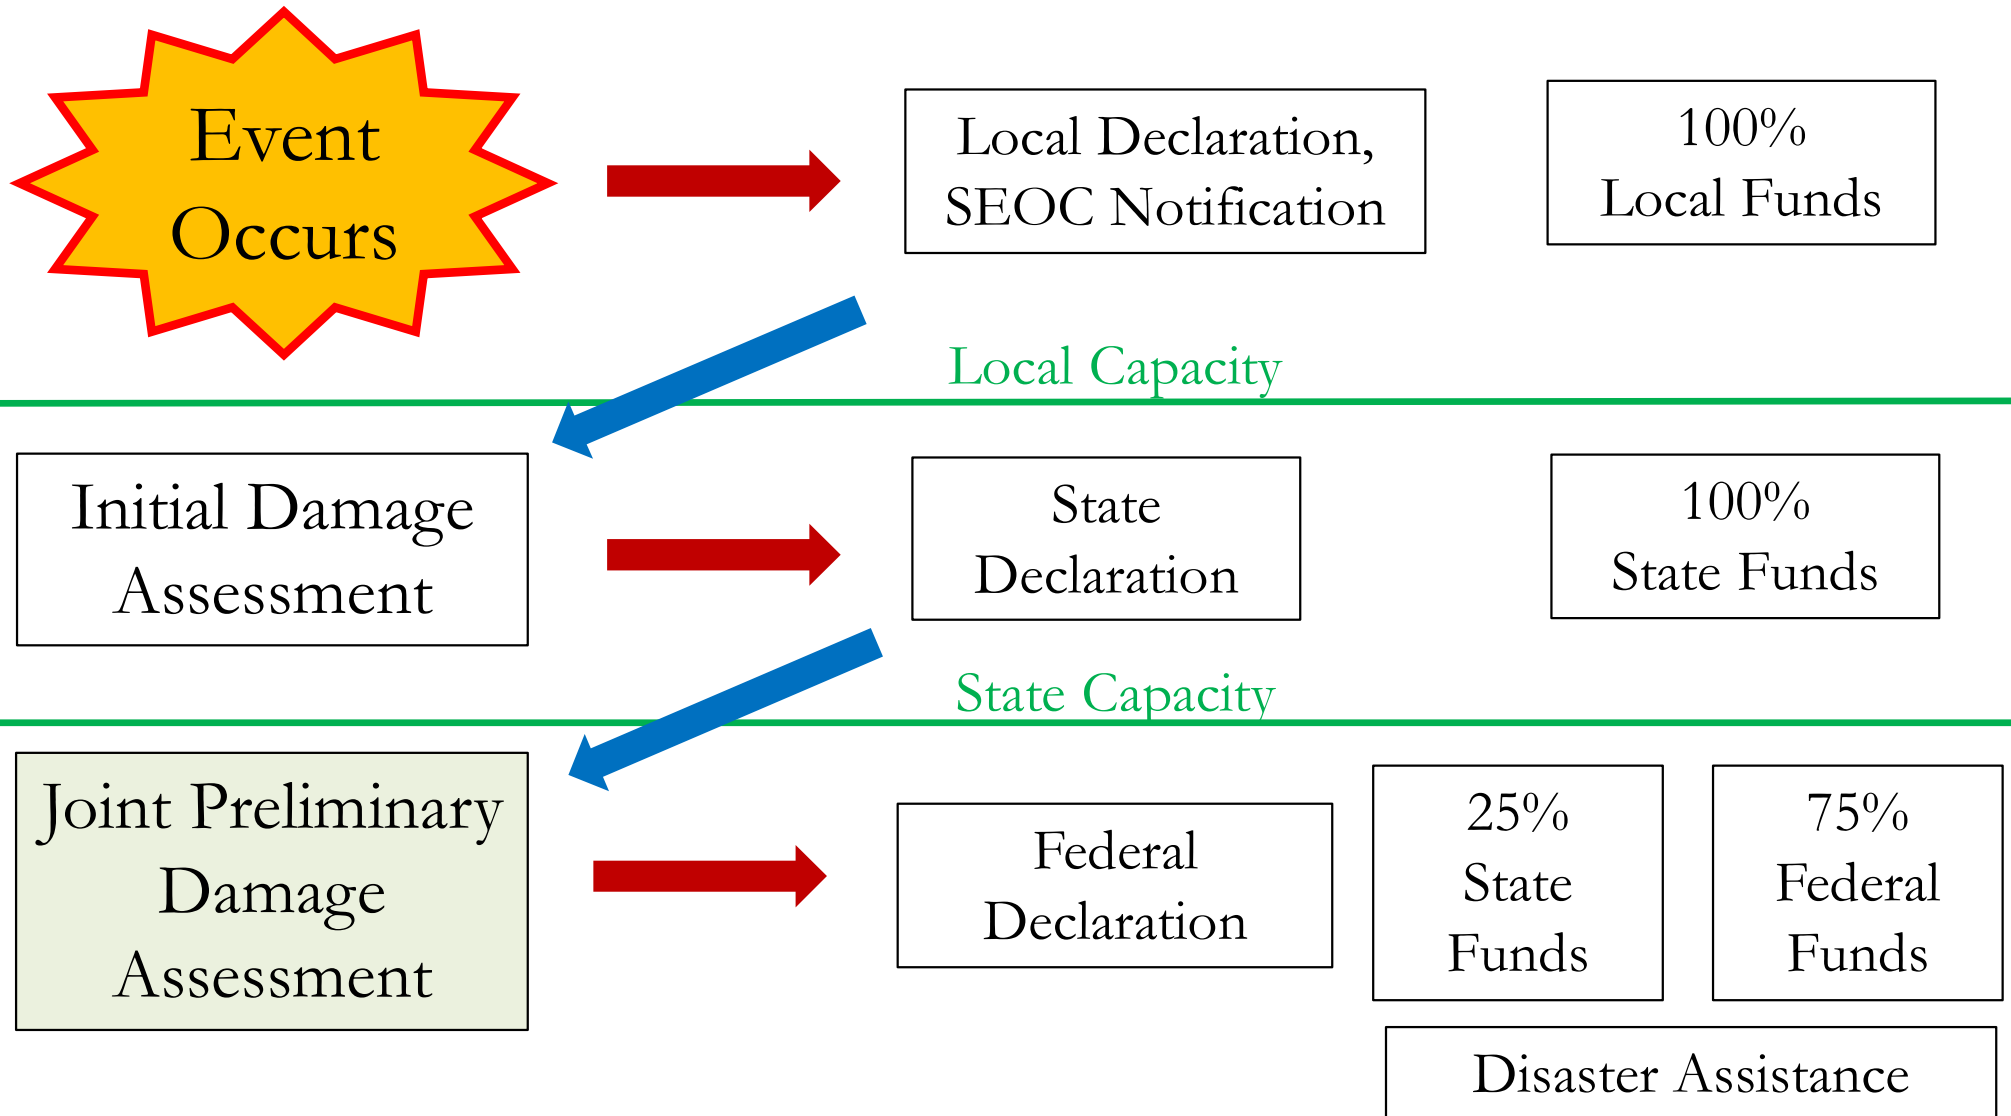 Event
Occurs
Local Declaration,
SEOC Notification
100%
Local Funds
Local Capacity
Initial Damage
Assessment
State
Declaration
100%
State Funds
State Capacity
Joint Preliminary
Damage
Assessment
Federal
Declaration
25%
State
Funds
75%
Federal
Funds
Disaster Assistance